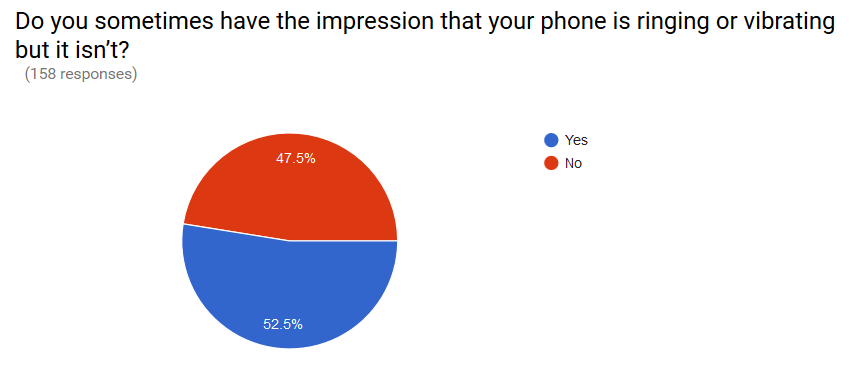 Do you sometimes have the impression that your phone is ringing or vibrating
but it isn't?
(158 responses)
Yes
No
47.5%
52.5%